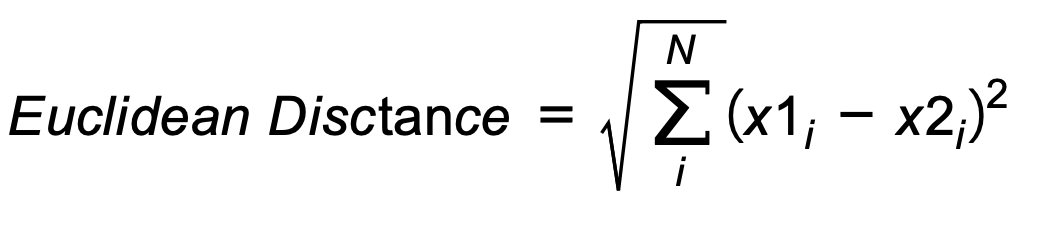 Euclidean Disctance = √∑ᵢᴺ (x1ᵢ − x2ᵢ)²